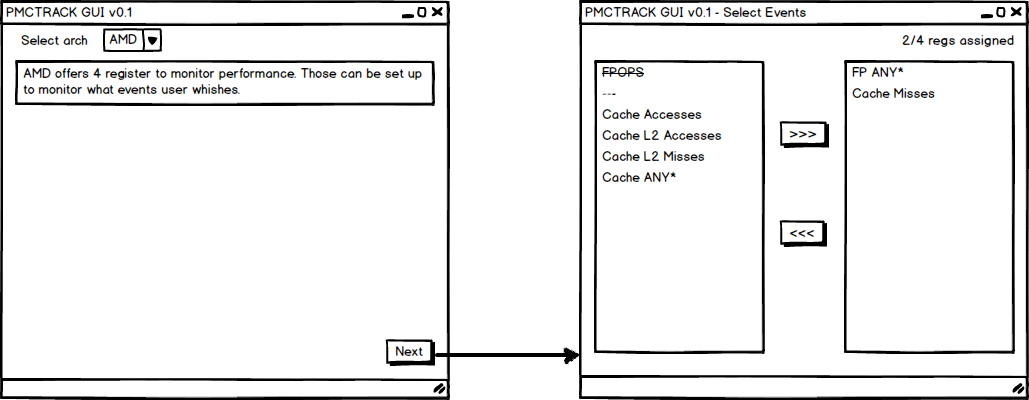 PMCTRACK GUI v0.1
Select arch AMD
AMD offers 4 register to monitor performance. Those can be set up
to monitor what events user whishes.
Next
PMCTRACK GUI v0.1 - Select Events
2/4 regs assigned
FPOPS
---
Cache Accesses
Cache L2 Accesses
Cache L2 Misses
Cache ANY*
>>>
<<<
FP ANY*
Cache Misses